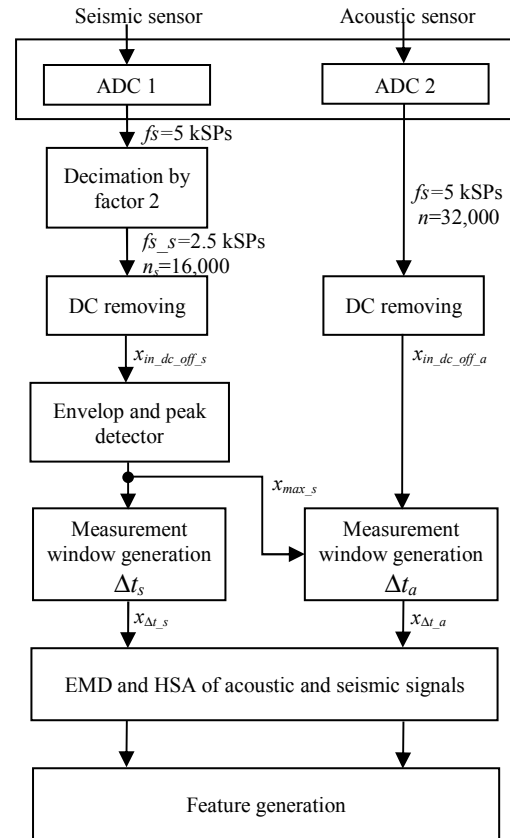 Seismic sensor
Acoustic sensor
ADC 1
ADC 2
fs=5 kSPs
Decimation by
factor 2
fs=5 kSPs
n=32,000
fs_s=2.5 kSPs
ns=16,000
DC removing
DC removing
xin_dc_off_s
xin_dc_off_a
Envelop and peak
detector
xmax_s
Measurement
window generation
Δts
Measurement
window generation
Δta
xΔt_s
xΔt_a
EMD and HSA of acoustic and seismic signals
Feature generation